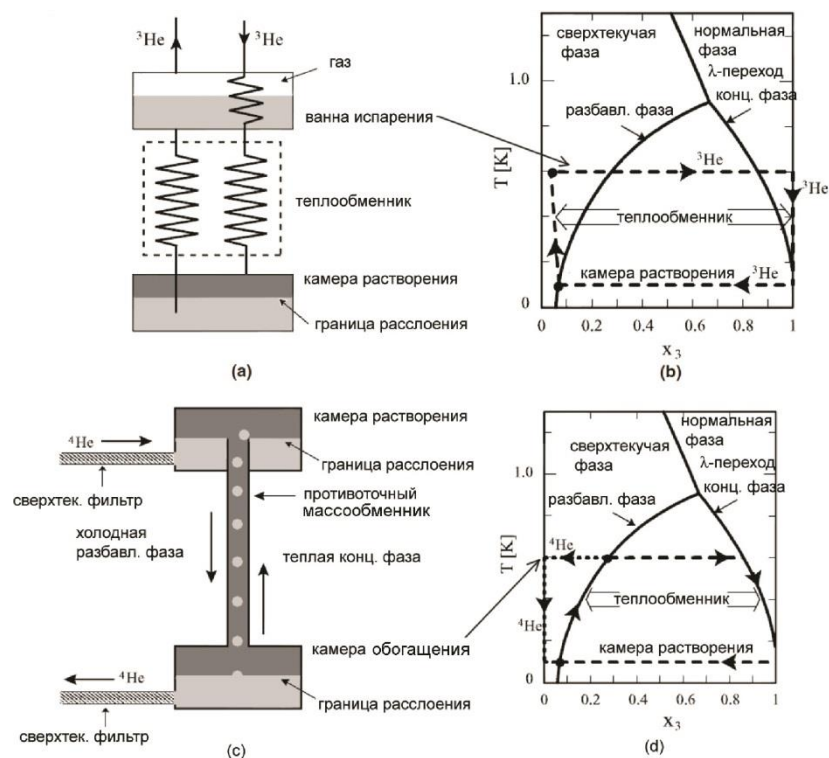 ³He
³He
газ
ванна испарения
теплообменник
камера растворения
граница расслоения
(a)
сверхтекучая
фаза
нормальная
фаза
λ-переход
1.0
конц. фаза
разбавл. фаза
T [K]
³He
³He
теплообменник
камера растворения
³He
0
0
0.2
0.4
0.6
0.8
1
x₃
(b)
камера растворения
⁴He
граница расслоения
сверхтек. фильтр
противоточный
массообменник
холодная
разбавл. фаза
теплая конц. фаза
камера обогащения
⁴He
граница расслоения
сверхтек. фильтр
(c)
нормальная
фаза
сверхтекучая
фаза
λ-переход
1.0
разбавл. фаза
конц. фаза
T [K]
⁴He
теплообменник
⁴He
камера растворения
0
0
0.2
0.4
0.6
0.8
1
x₃
(d)